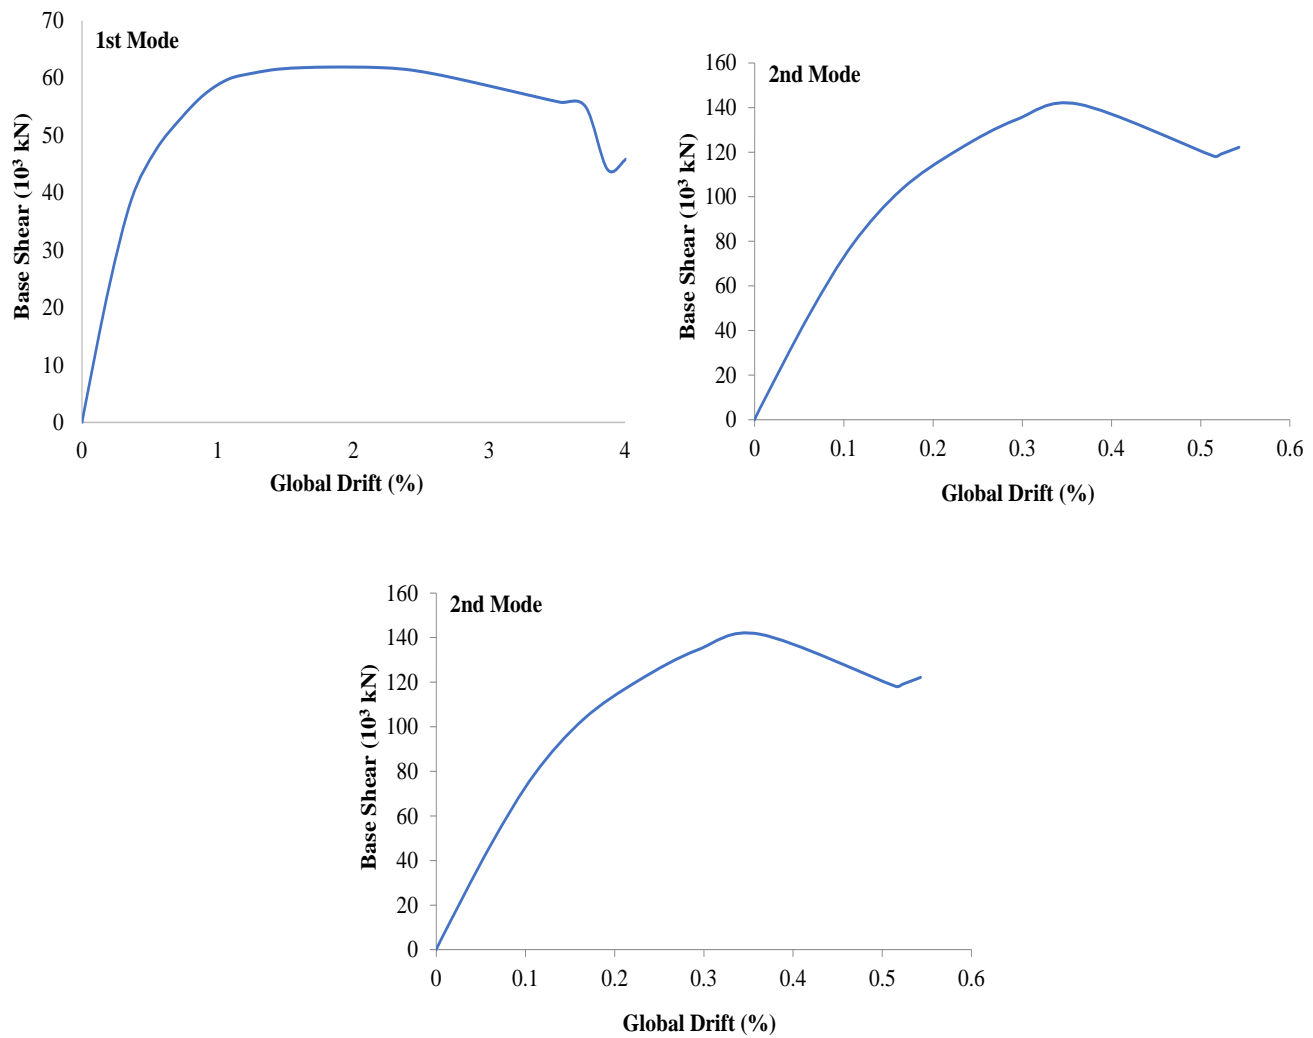 1st Mode
Base Shear (10³ kN)
70
60
50
40
30
20
10
0
0 1 2 3 4
Global Drift (%)
2nd Mode
Base Shear (10³ kN)
160
140
120
100
80
60
40
20
0
0 0.1 0.2 0.3 0.4 0.5 0.6
Global Drift (%)
2nd Mode
Base Shear (10³ kN)
160
140
120
100
80
60
40
20
0
0 0.1 0.2 0.3 0.4 0.5 0.6
Global Drift (%)